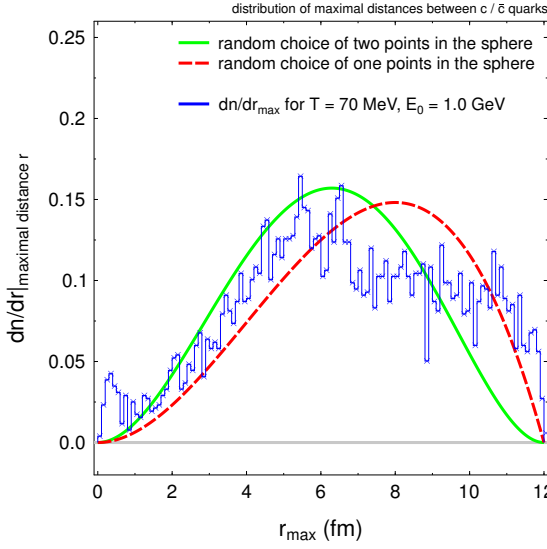 distribution of maximal distances between c / c̄ quarks
0.25
random choice of two points in the sphere
random choice of one points in the sphere
0.2
dn/dr_max for T = 70 MeV, E_0 = 1.0 GeV
0.15
dn/dr|_maximal distance r
0.1
0.05
0.0
0 2 4 6 8 10 12
r_max (fm)